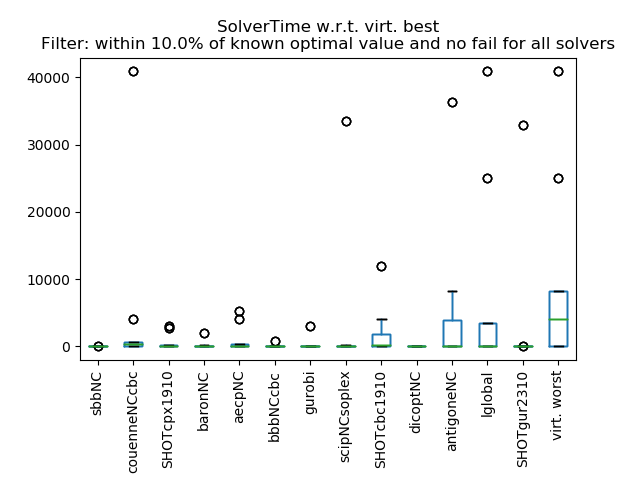 SolverTime w.r.t. virt. best
Filter: within 10.0% of known optimal value and no fail for all solvers
40000
30000
20000
10000
0
sbbNC
couenneNCcbc
SHOTcpx1910
baronNC
aecpNC
bbbNCcbc
gurobi
scipNCsoplex
SHOTcbc1910
dicoptNC
antigoneNC
lglobal
SHOTgur2310
virt. worst